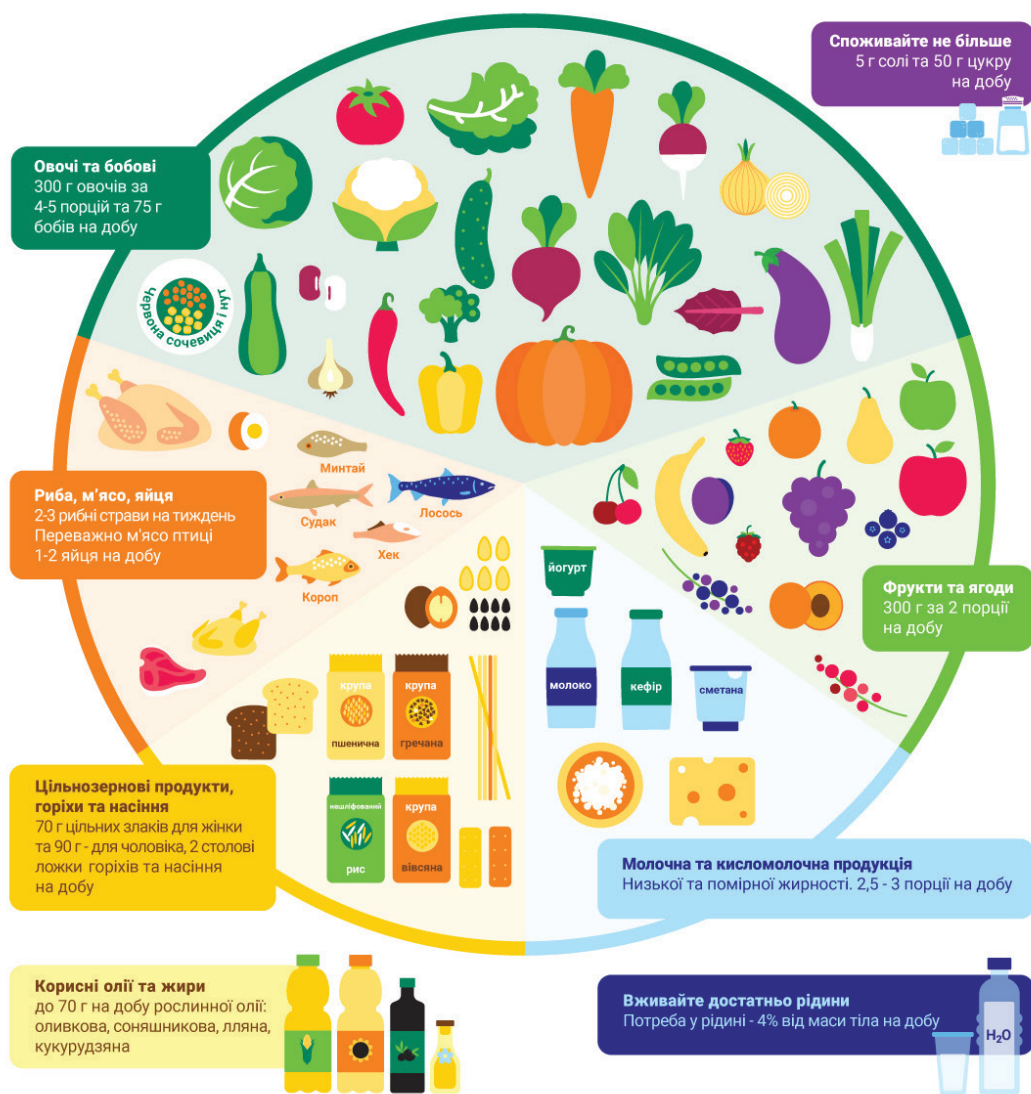 Споживайте не більше
5 г солі та 50 г цукру
на добу
Овочі та бобові
300 г овочів за
4-5 порцій та 75 г
бобів на добу
Червона сочевиця і нут
Минтай
Лосось
Судак
Хек
Короп
Риба, м’ясо, яйця
2-3 рибні страви на тиждень
Переважно м'ясо птиці
1-2 яйця на добу
йогурт
молоко
кефір
сметана
Фрукти та ягоди
300 г за 2 порції
на добу
крупа
пшенична
крупа
гречана
нешліфований
рис
крупа
вівсяна
Цільнозернові продукти,
горіхи та насіння
70 г цільних злаків для жінки
та 90 г - для чоловіка, 2 столові
ложки горіхів та насіння
на добу
Молочна та кисломолочна продукція
Низької та помірної жирності. 2,5 - 3 порції на добу
Корисні олії та жири
до 70 г на добу рослинної олії:
оливкова, соняшникова, лляна,
кукурудзяна
Вживайте достатньо рідини
Потреба у рідині - 4% від маси тіла на добу
H₂O